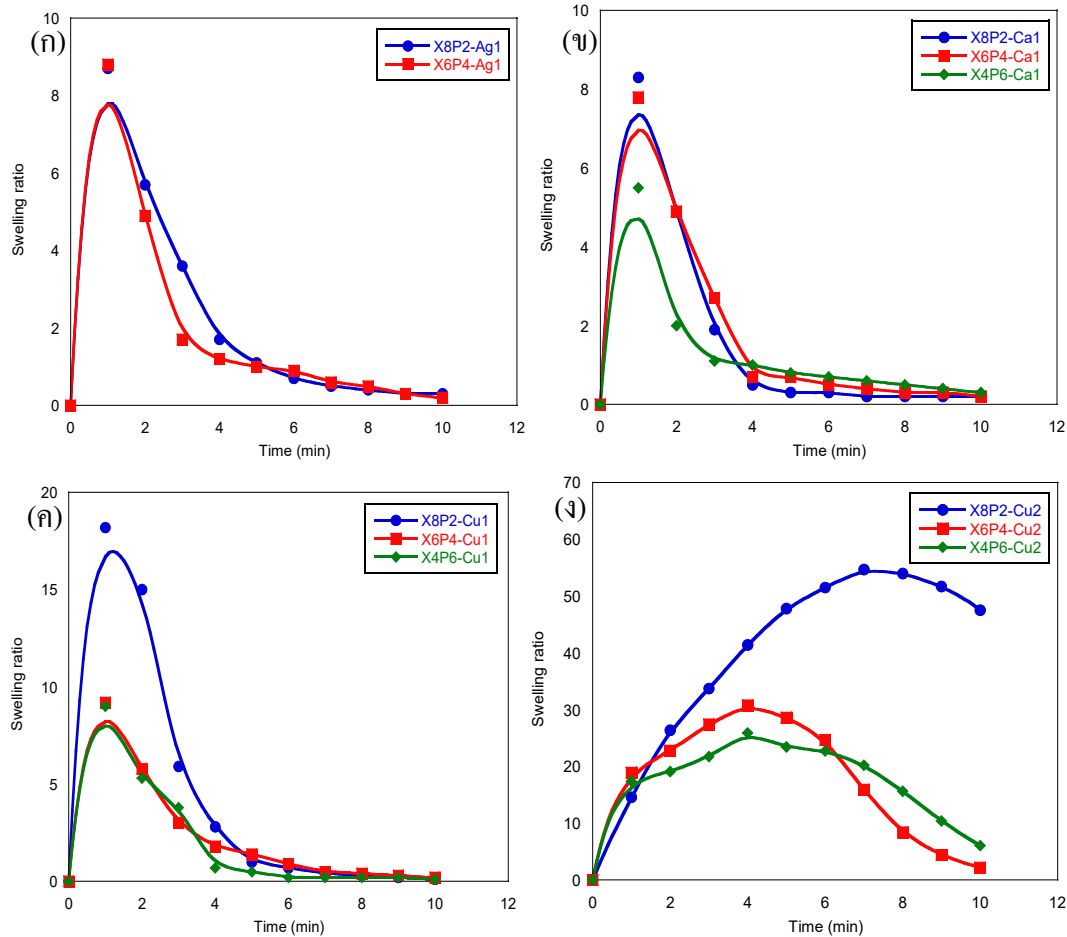 (ก)
10
8
6
4
2
0
Swelling ratio
X8P2-Ag1
X6P4-Ag1
0 2 4 6 8 10 12
Time (min)
(ข)
10
8
6
4
2
0
Swelling ratio
X8P2-Ca1
X6P4-Ca1
X4P6-Ca1
0 2 4 6 8 10 12
Time (min)
(ค)
20
15
10
5
0
Swelling ratio
X8P2-Cu1
X6P4-Cu1
X4P6-Cu1
0 2 4 6 8 10 12
Time (min)
(ง)
70
60
50
40
30
20
10
0
Swelling ratio
X8P2-Cu2
X6P4-Cu2
X4P6-Cu2
0 2 4 6 8 10 12
Time (min)